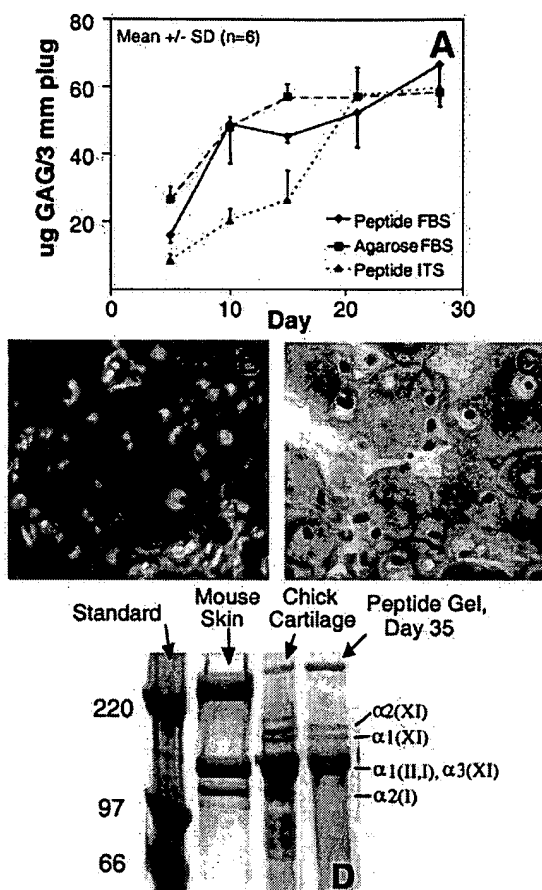 80
60
40
20
ug GAG/3 mm plug
Mean +/- SD (n=6)
A
Peptide FBS
Agarose FBS
Peptide ITS
0 10 20 30
Day
C
Standard
Mouse Skin
Chick Cartilage
Peptide Gel, Day 35
220
97
66
α2(XI)
α1(XI)
α1(II,I), α3(XI)
α2(I)
D